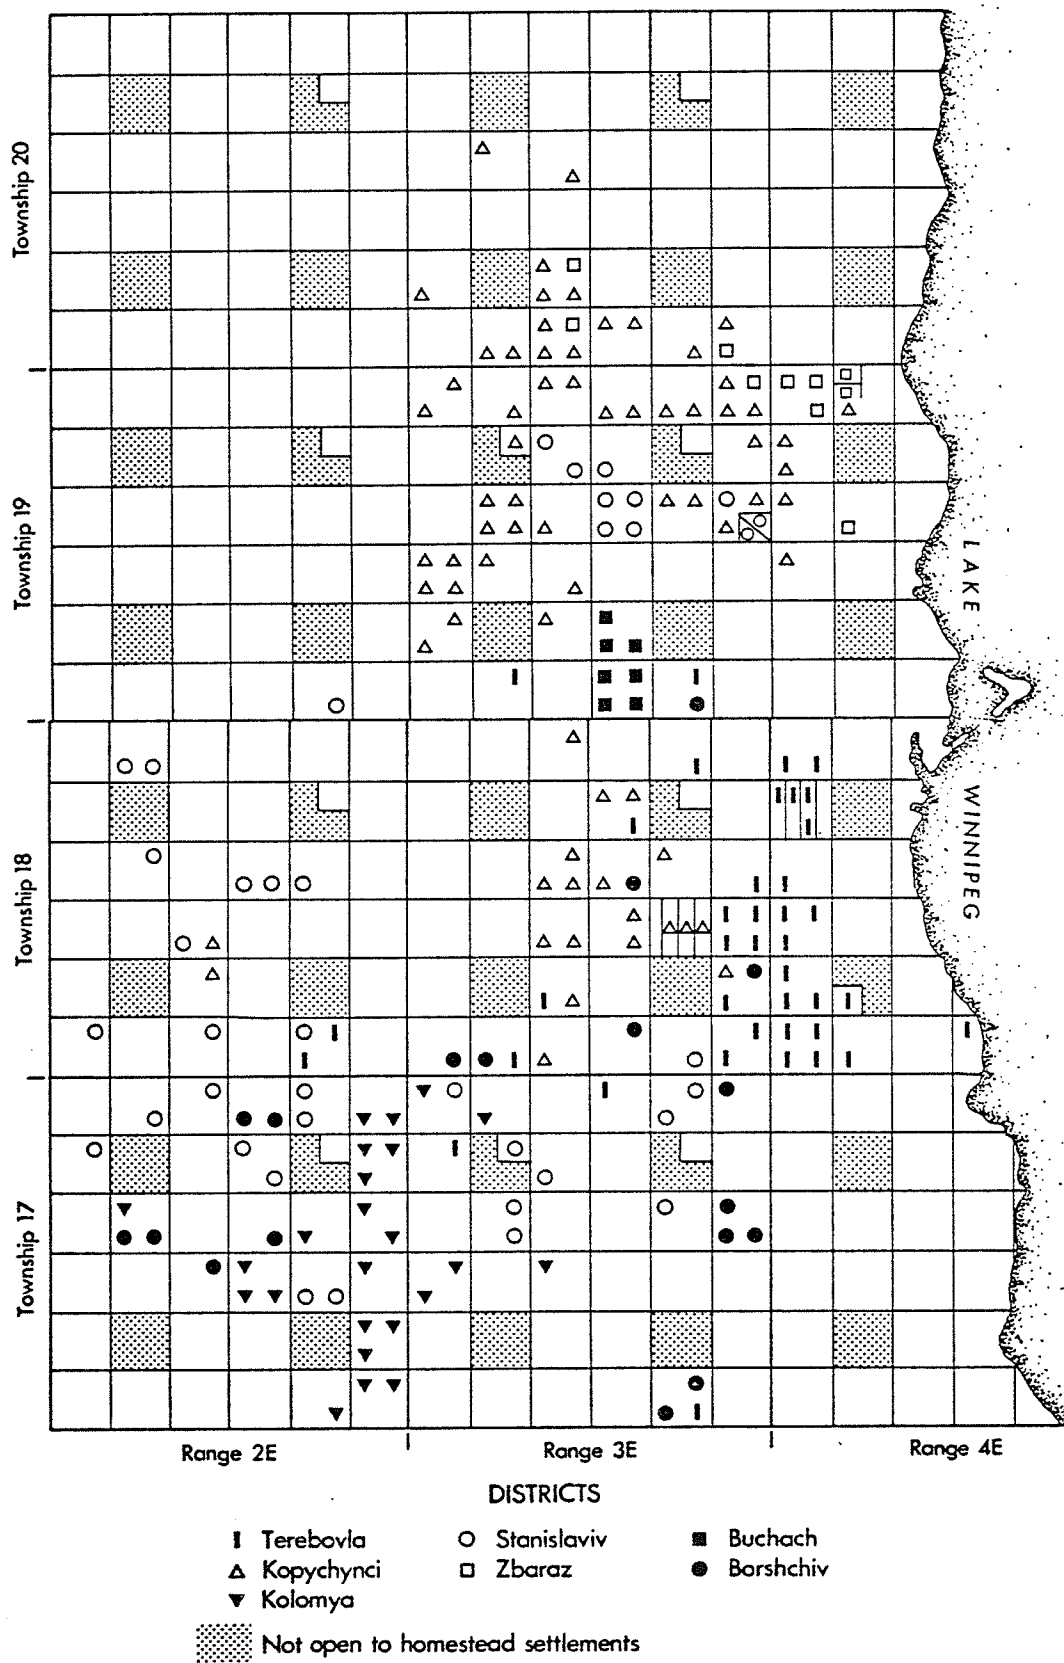 Township 20
Township 19
Township 18
Township 17
LAKE
WINNIPEG
Range 2E
Range 3E
Range 4E
DISTRICTS
Terebovla
Stanislaviv
Buchach
Kopychynci
Zbaraz
Borshchiv
Kolomya
Not open to homestead settlements